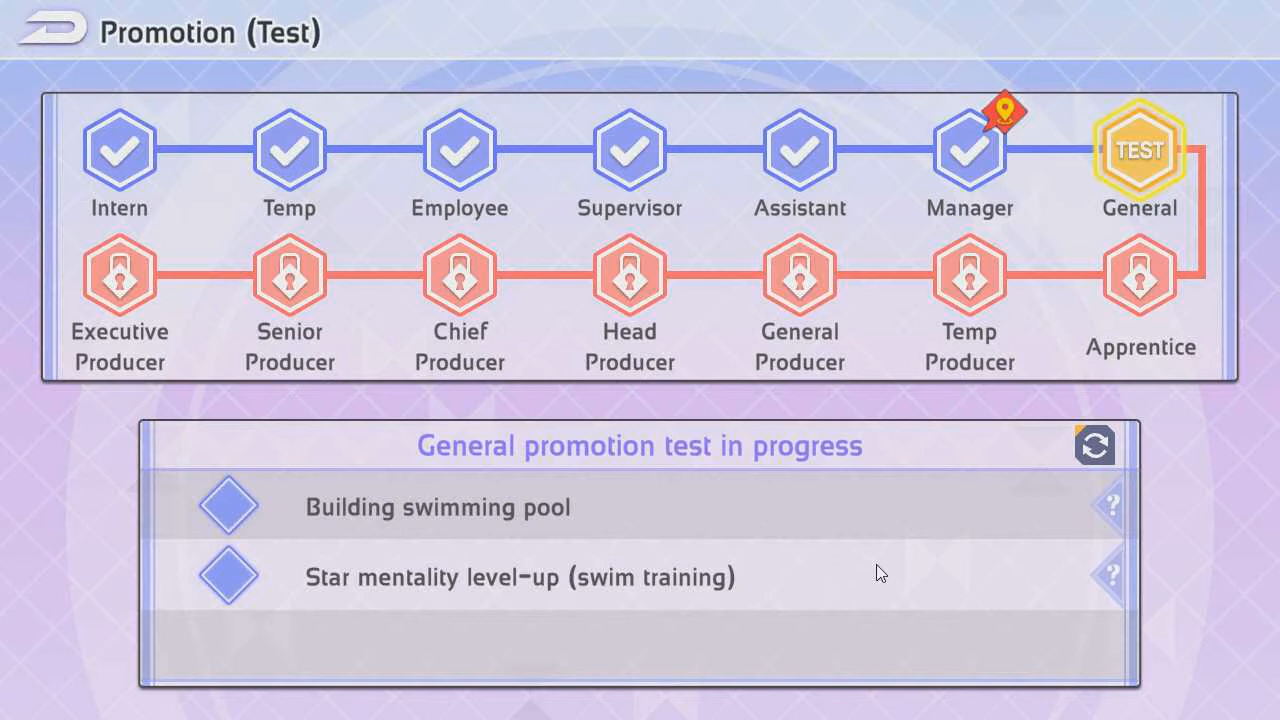 Promotion (Test)
TEST
Intern
Temp
Employee
Supervisor
Assistant
Manager
General
Executive
Producer
Senior
Producer
Chief
Producer
Head
Producer
General
Producer
Temp
Producer
Apprentice
General promotion test in progress
Building swimming pool
?
Star mentality level-up (swim training)
?